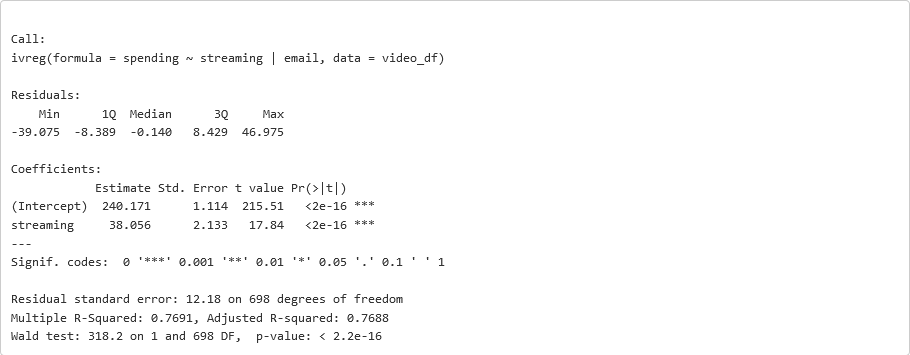 Call:
ivreg(formula = spending ~ streaming | email, data = video_df)
Residuals:
    Min      1Q  Median      3Q     Max
-39.075  -8.389  -0.140   8.429  46.975
Coefficients:
            Estimate Std. Error t value Pr(>|t|)
(Intercept)  240.171      1.114  215.51   <2e-16 ***
streaming     38.056      2.133   17.84   <2e-16 ***
---
Signif. codes:  0 '***' 0.001 '**' 0.01 '*' 0.05 '.' 0.1 ' ' 1
Residual standard error: 12.18 on 698 degrees of freedom
Multiple R-Squared: 0.7691, Adjusted R-squared: 0.7688
Wald test: 318.2 on 1 and 698 DF,  p-value: < 2.2e-16